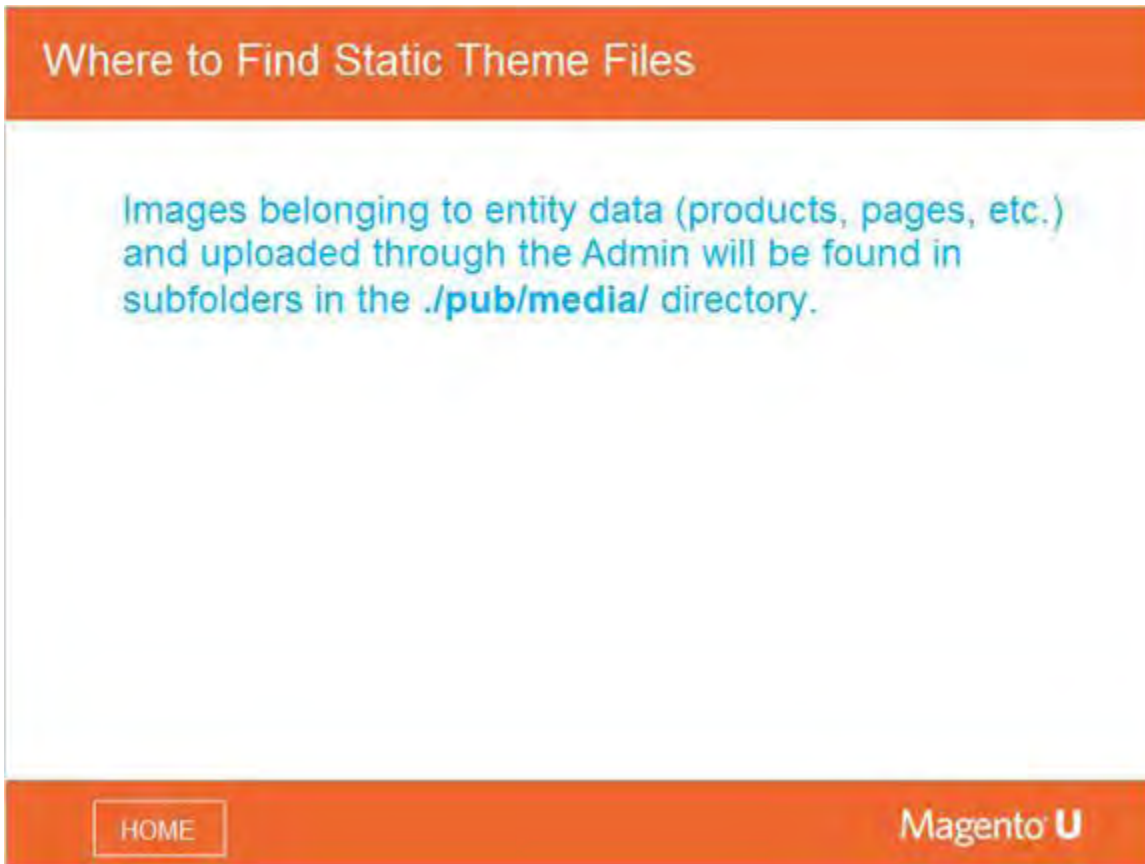 Where to Find Static Theme Files
Images belonging to entity data (products, pages, etc.)
and uploaded through the Admin will be found in
subfolders in the ./pub/media/ directory.
HOME
Magento U